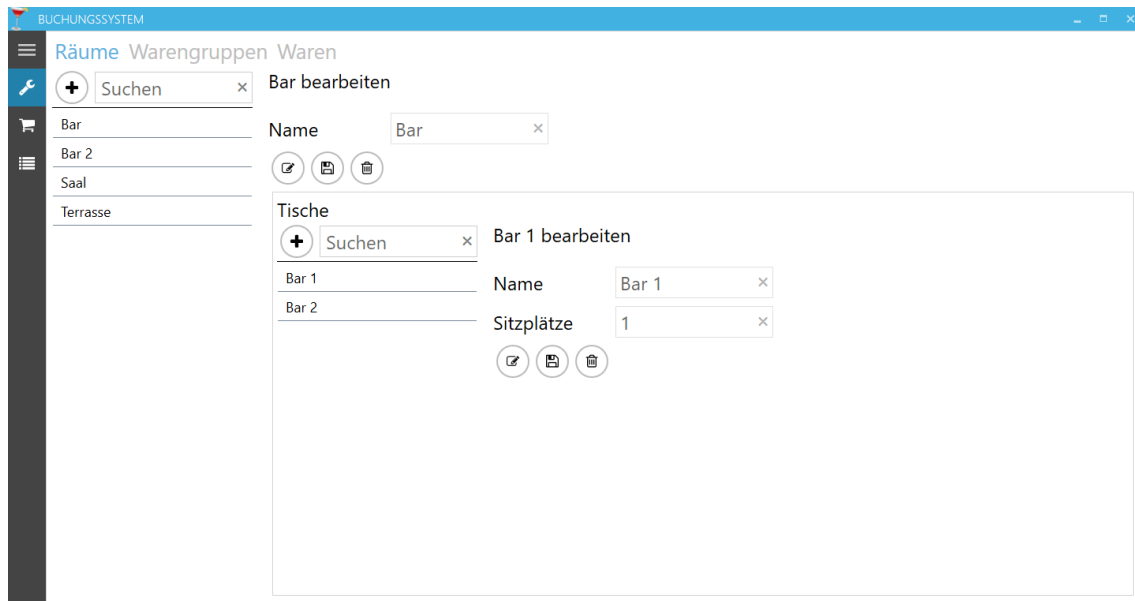 BUCHUNGSSYSTEM
Räume Warengruppen Waren
Suchen
Bar
Bar 2
Saal
Terrasse
Bar bearbeiten
Name Bar
Tische
Suchen
Bar 1
Bar 2
Bar 1 bearbeiten
Name Bar 1
Sitzplätze 1